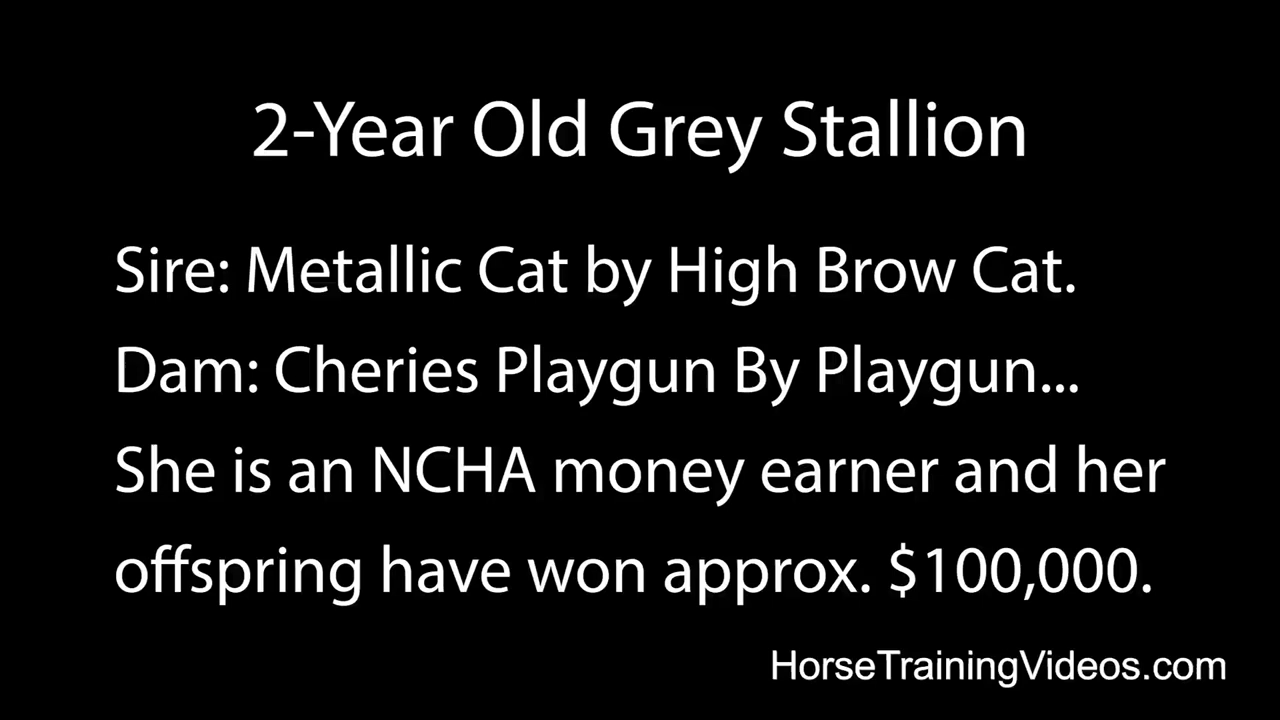 2-Year Old Grey Stallion
Sire: Metallic Cat by High Brow Cat.
Dam: Cheries Playgun By Playgun...
She is an NCHA money earner and her
offspring have won approx. $100,000.
HorseTrainingVideos.com